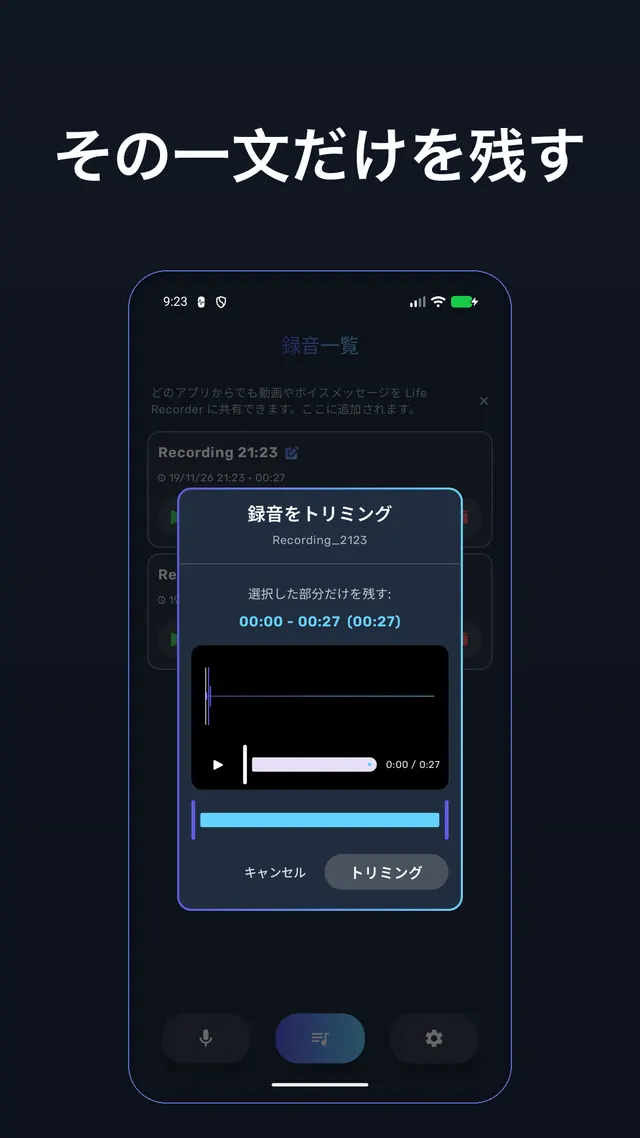 その一文だけを残す
9:23
録音一覧
どのアプリからでも動画やボイスメッセージを Life
Recorder に共有できます。ここに追加されます。
Recording 21:23
19/11/26 21:23 • 00:27
録音をトリミング
Recording_2123
Re
19
選択した部分だけを残す:
00:00 - 00:27 (00:27)
0:00 / 0:27
キャンセル
トリミング